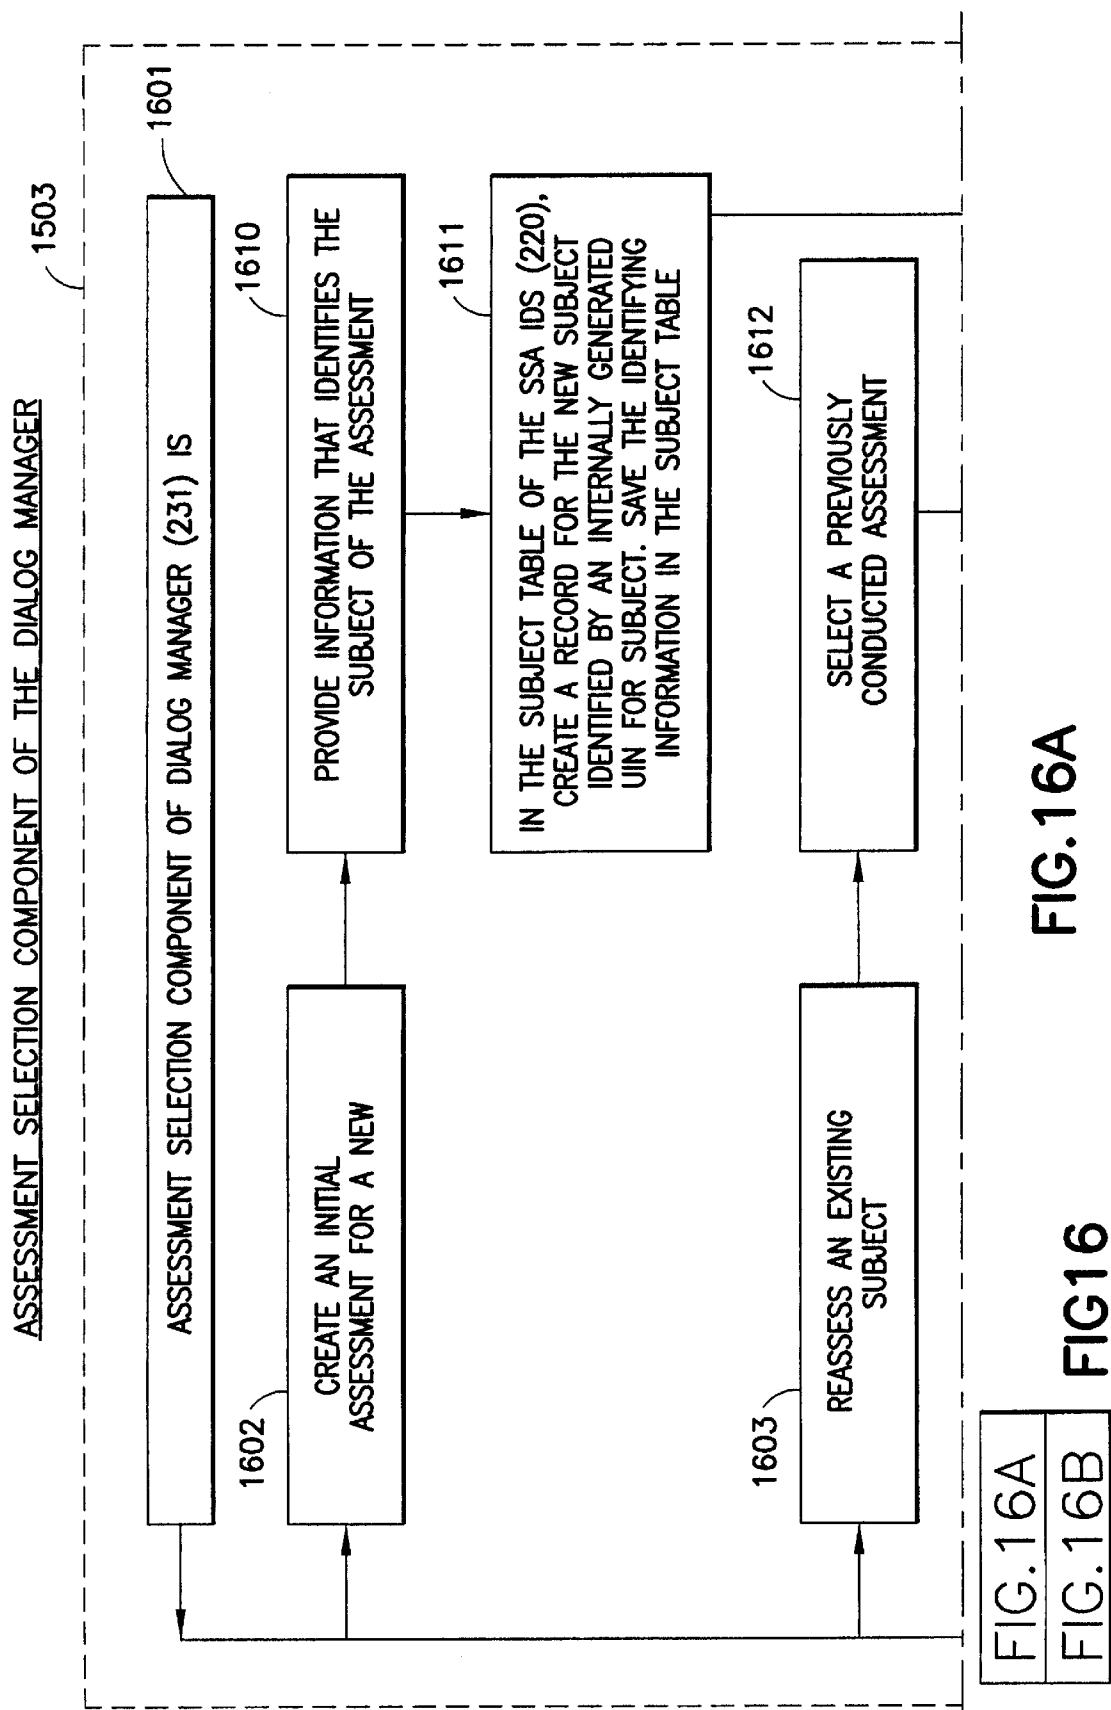 ASSESSMENT SELECTION COMPONENT OF THE DIALOG MANAGER
1503
1601
ASSESSMENT SELECTION COMPONENT OF DIALOG MANAGER (231) IS
1602
CREATE AN INITIAL
ASSESSMENT FOR A NEW
1610
PROVIDE INFORMATION THAT IDENTIFIES THE
SUBJECT OF THE ASSESSMENT
1611
IN THE SUBJECT TABLE OF THE SSA IDS (220),
CREATE A RECORD FOR THE NEW SUBJECT
IDENTIFIED BY AN INTERNALLY GENERATED
UIN FOR SUBJECT. SAVE THE IDENTIFYING
INFORMATION IN THE SUBJECT TABLE
1603
REASSESS AN EXISTING
SUBJECT
1612
SELECT A PREVIOUSLY
CONDUCTED ASSESSMENT
FIG.16A
FIG.16B
FIG16
FIG.16A